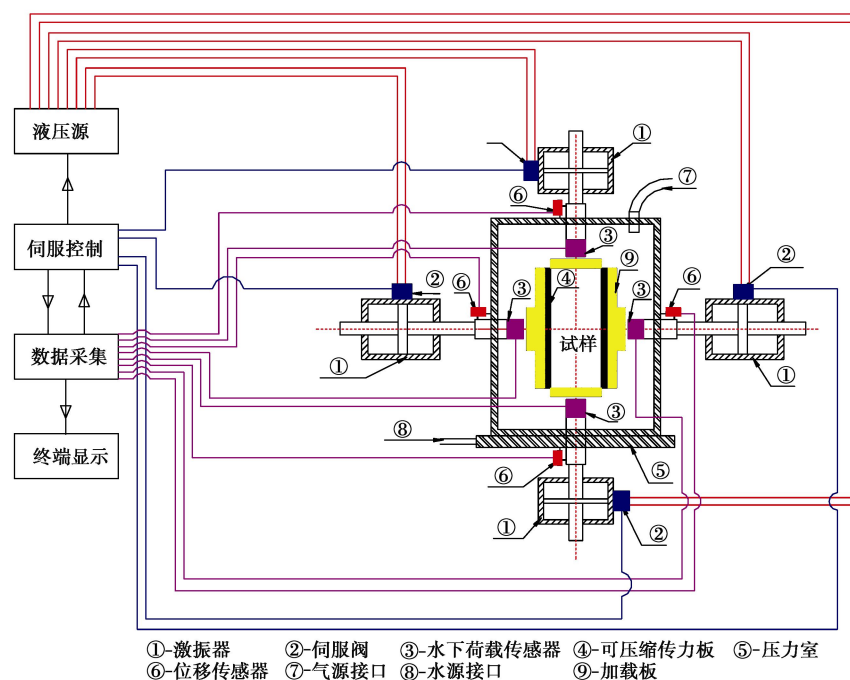 液压源
①
⑦
⑥
伺服控制
③
②
⑨
④
②
⑥
③
③
⑥
数据采集
试样
①
①
③
⑧
终端显示
⑥
⑤
①
②
①-激振器 ②-伺服阀 ③-水下荷载传感器 ④-可压缩传力板 ⑤-压力室
⑥-位移传感器 ⑦-气源接口 ⑧-水源接口 ⑨-加载板